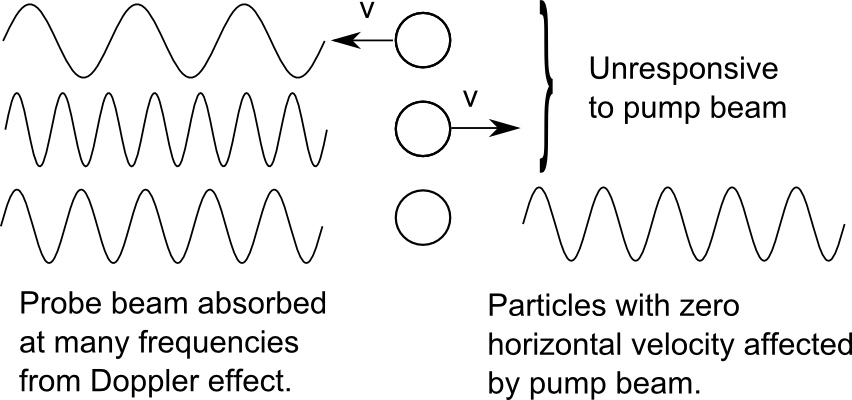 v
v
Unresponsive
to pump beam
Probe beam absorbed
at many frequencies
from Doppler effect.
Particles with zero
horizontal velocity affected
by pump beam.